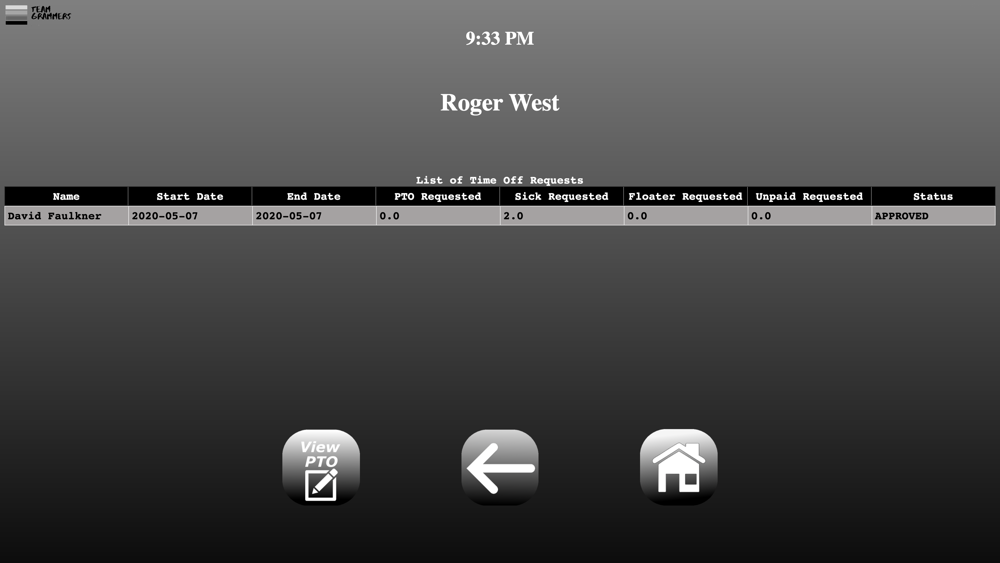 TEAM
GRAMMERS
9:33 PM
Roger West
List of Time Off Requests
Name Start Date End Date PTO Requested Sick Requested Floater Requested Unpaid Requested Status
David Faulkner 2020-05-07 2020-05-07 0.0 2.0 0.0 0.0 APPROVED
View
PTO